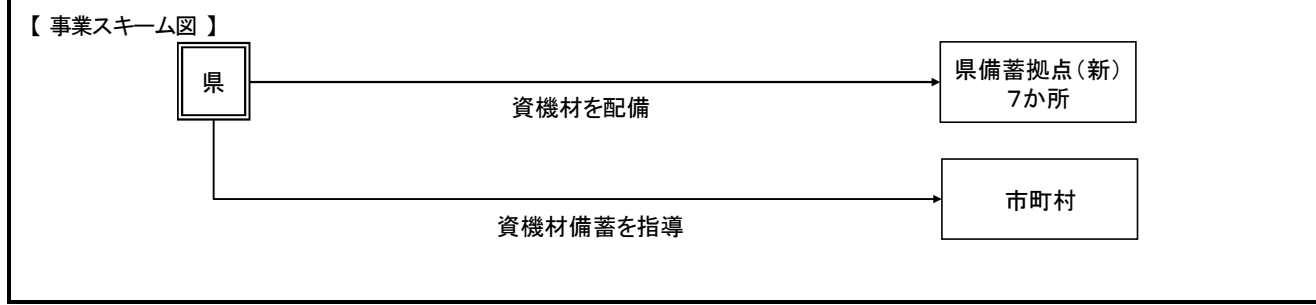 【 事業スキーム図 】
県
県備蓄拠点(新)
7か所
資機材を配備
市町村
資機材備蓄を指導